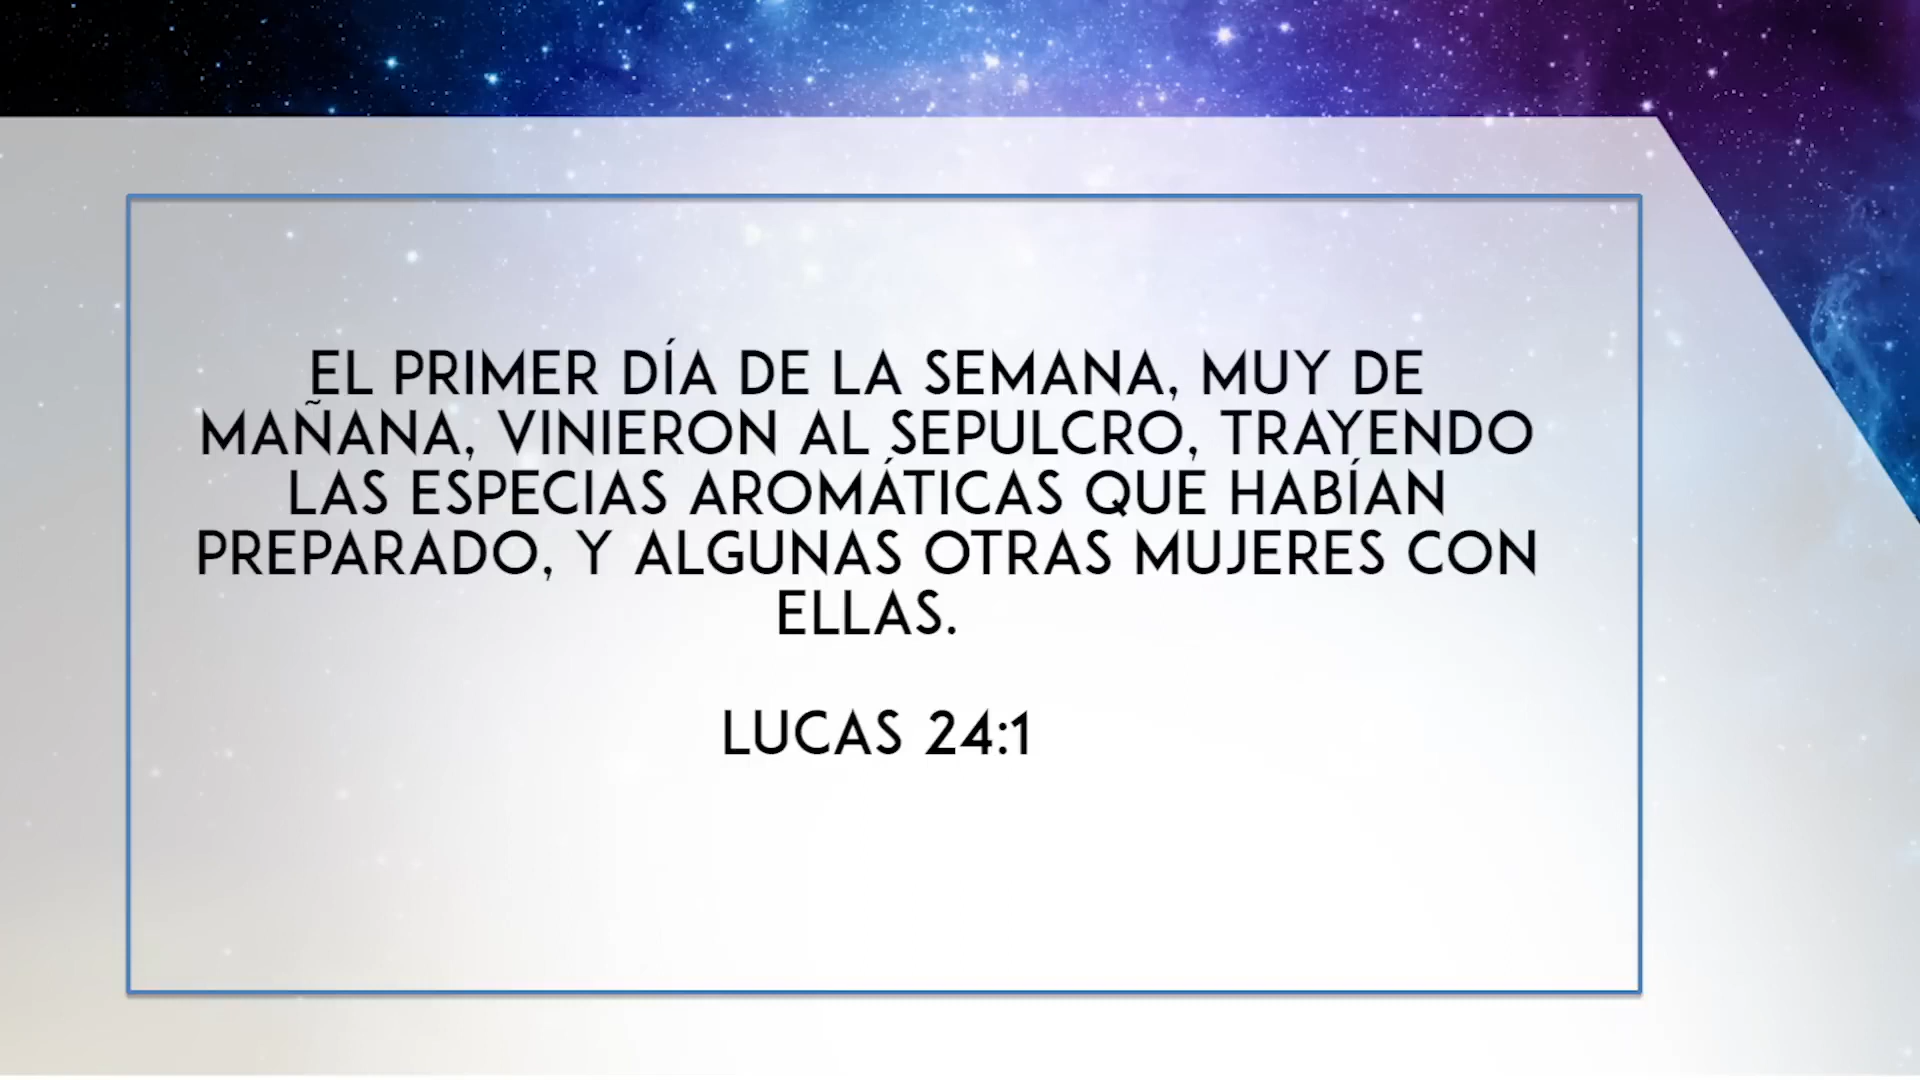 EL PRIMER DÍA DE LA SEMANA, MUY DE
MAÑANA, VINIERON AL SEPULCRO, TRAYENDO
LAS ESPECIAS AROMÁTICAS QUE HABÍAN
PREPARADO, Y ALGUNAS OTRAS MUJERES CON
ELLAS.
LUCAS 24:1